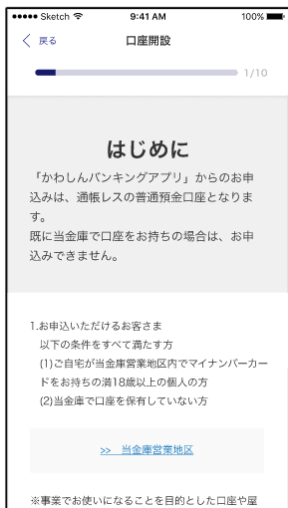 Sketch 9:41 AM 100%
戻る 口座開設
1/10
はじめに
「かわしんバンキングアプリ」からのお申
込みは、通帳レスの普通預金口座となりま
す。
既に当金庫で口座をお持ちの場合は、お申
込みできません。
1.お申込いただけるお客さま
以下の条件をすべて満たす方
(1)ご自宅が当金庫営業地区内でマイナンバーカー
ドをお持ちの満18歳以上の個人の方
(2)当金庫で口座を保有していない方
>> 当金庫営業地区
※事業でお使いになることを目的とした口座や屋